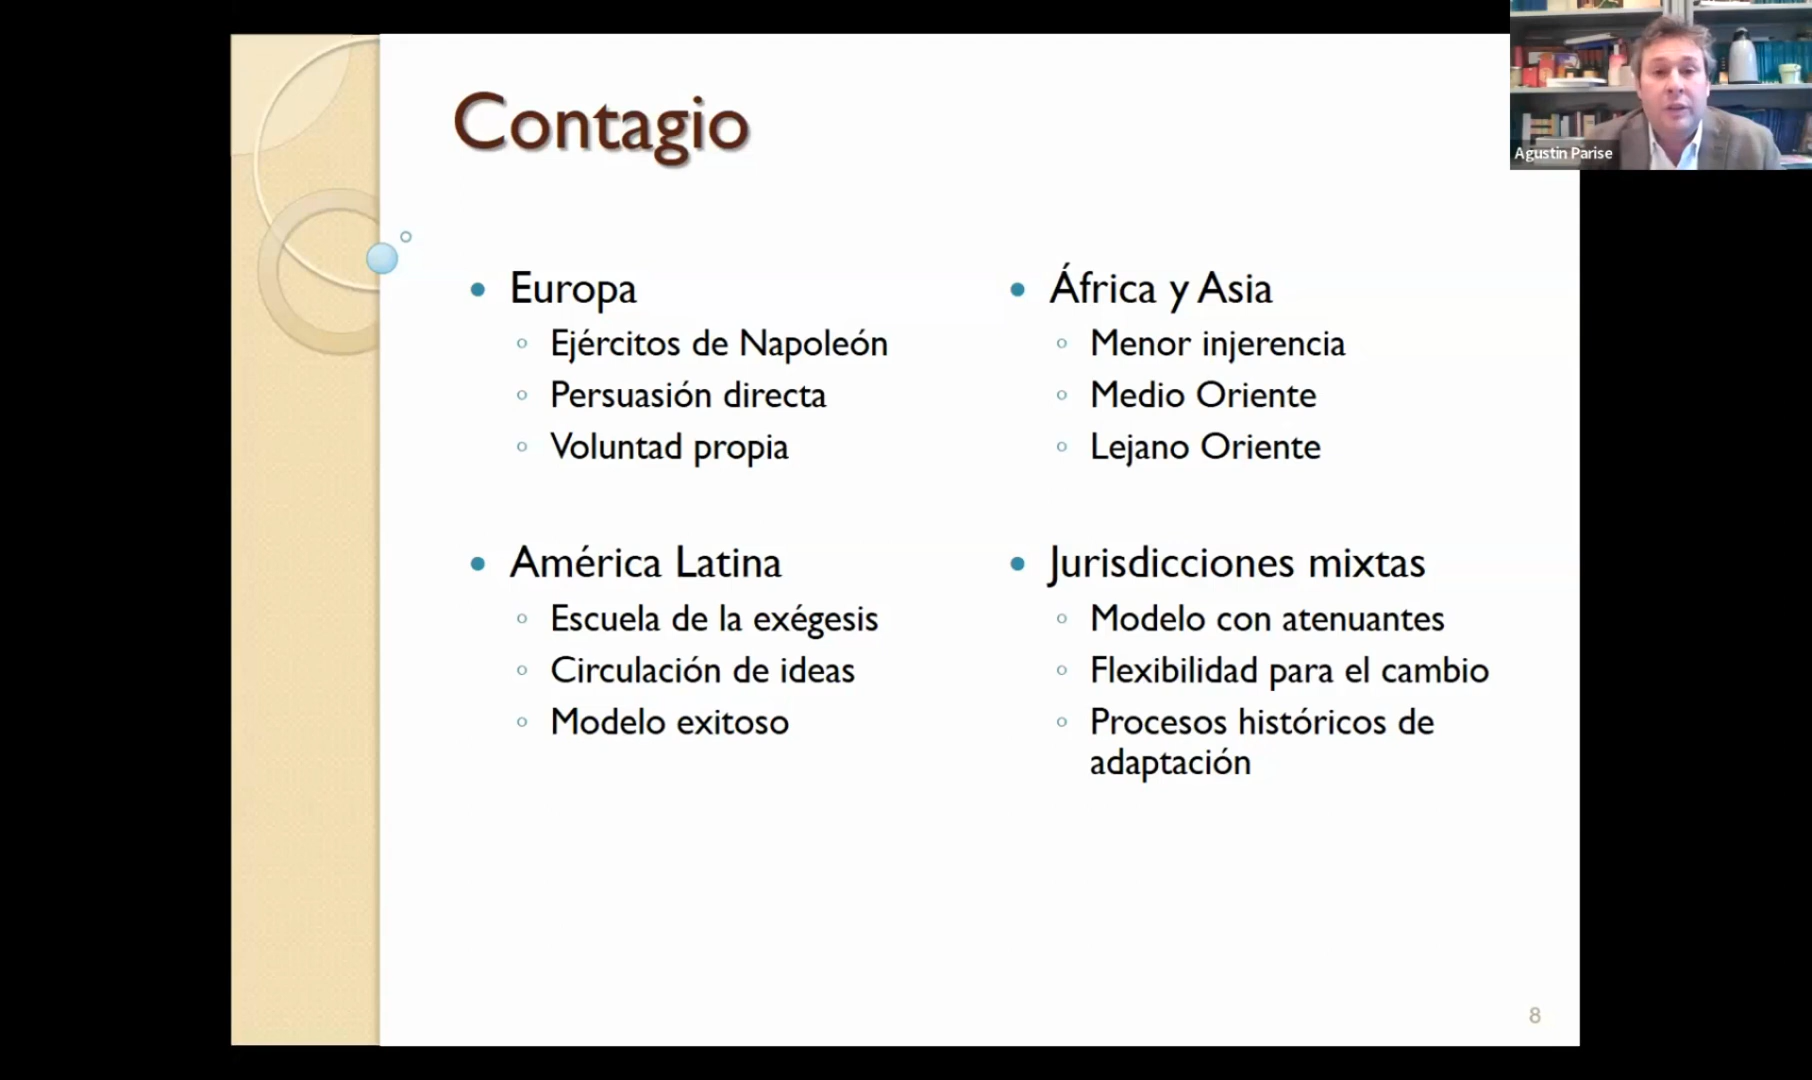 Contagio
Agustin Parise
Europa
Ejércitos de Napoleón
Persuasión directa
Voluntad propia
América Latina
Escuela de la exégesis
Circulación de ideas
Modelo exitoso
África y Asia
Menor injerencia
Medio Oriente
Lejano Oriente
Jurisdicciones mixtas
Modelo con atenuantes
Flexibilidad para el cambio
Procesos históricos de
adaptación
8